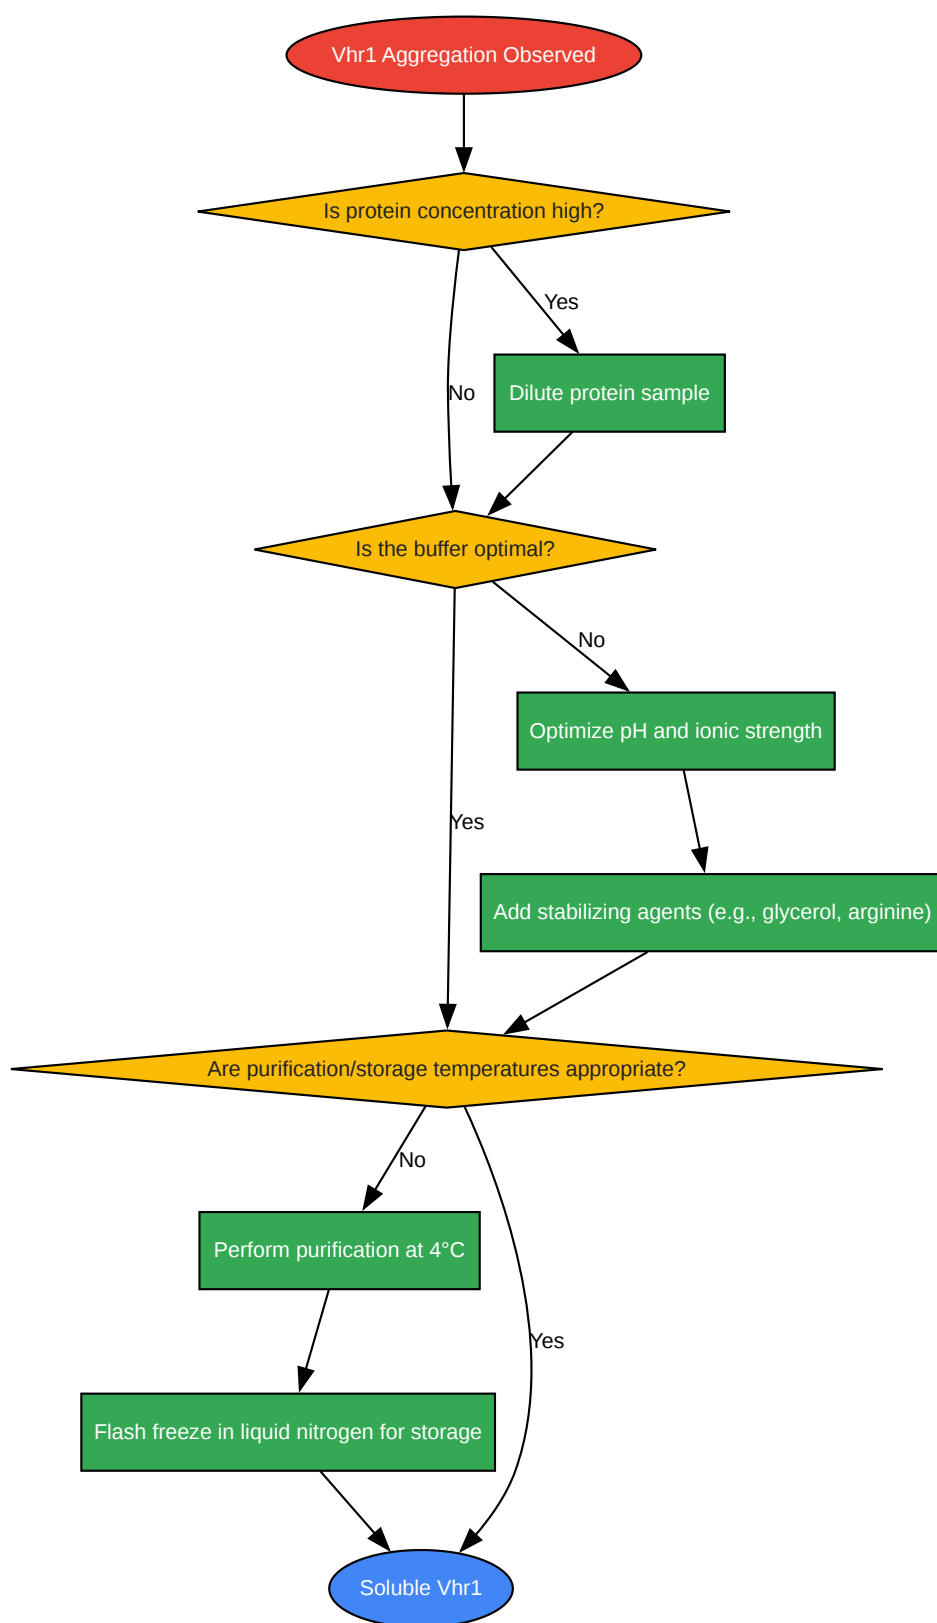 Vhr1 Aggregation Observed
Is protein concentration high?
Yes
No
Dilute protein sample
Is the buffer optimal?
No
Optimize pH and ionic strength
Yes
Add stabilizing agents (e.g., glycerol, arginine)
Are purification/storage temperatures appropriate?
No
Perform purification at 4°C
Yes
Flash freeze in liquid nitrogen for storage
Soluble Vhr1